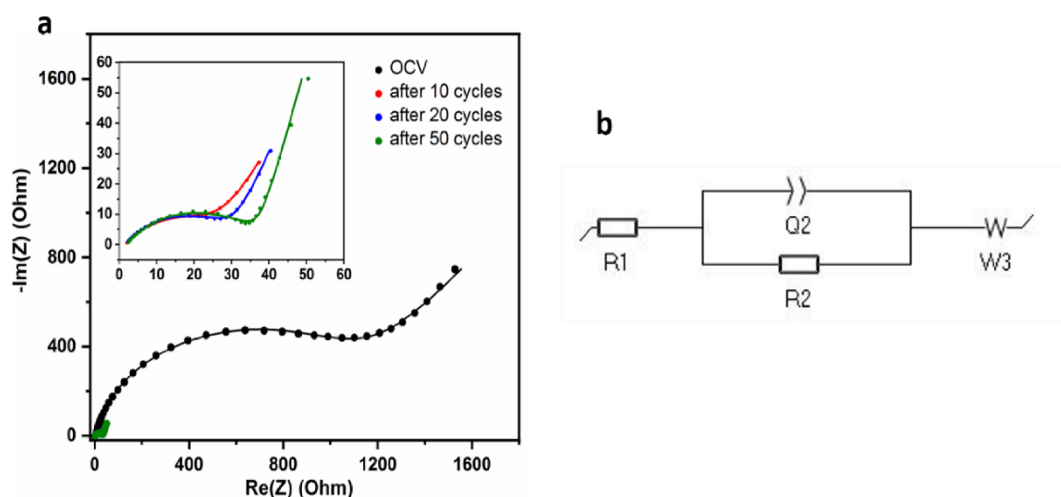 a
-Im(Z) (Ohm)
1600
1200
800
400
0
0
400
800
1200
1600
Re(Z) (Ohm)
60
50
40
30
20
10
0
0
10
20
30
40
50
60
OCV
after 10 cycles
after 20 cycles
after 50 cycles
b
R1
Q2
R2
W3